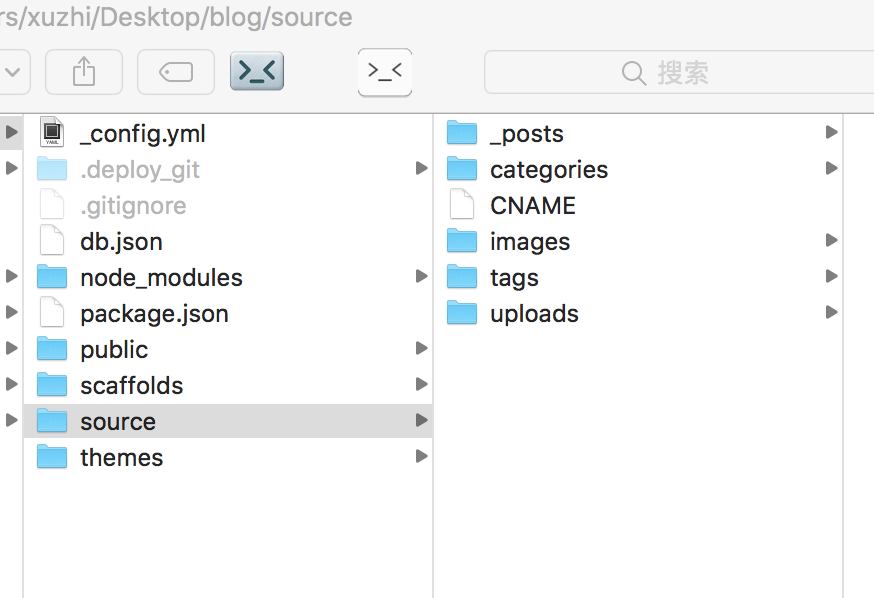 rs/xuzhi/Desktop/blog/source
搜索
_config.yml
.deploy_git
.gitignore
db.json
node_modules
package.json
public
scaffolds
source
themes
_posts
categories
CNAME
images
tags
uploads